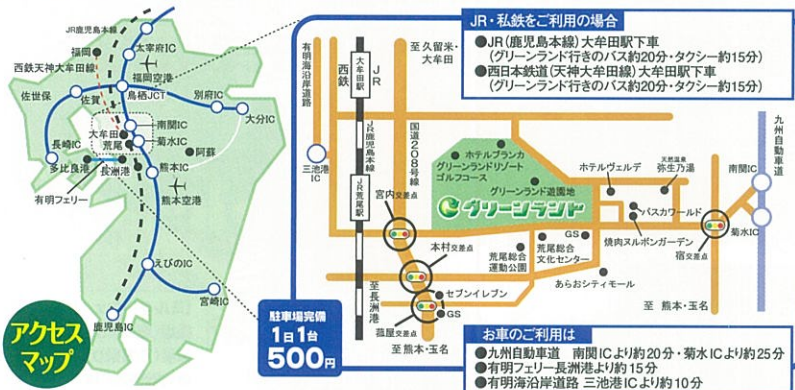 JR鹿児島本線
福岡
太宰府IC
西鉄天神大牟田線
福岡空港
佐世保
佐賀
鳥栖JCT
別府IC
大分IC
大牟田
荒尾
南関IC
菊水IC
長崎IC
多比良港
長洲港
阿蘇
熊本IC
有明フェリー
熊本空港
えびのIC
宮崎IC
鹿児島IC
アクセス
マップ
駐車場完備
1日1台
500円
JR・私鉄をご利用の場合
●JR(鹿児島本線)大牟田駅下車
(グリーンランド行きのバス約20分・タクシー約15分)
●西日本鉄道(天神大牟田線)大牟田駅下車
(グリーンランド行きのバス約20分・タクシー約15分)
有明海沿岸道路
西鉄
大牟田駅
JR
至久留米・
大牟田
国道208号線
JR鹿児島本線
JR荒尾駅
三池港
IC
ホテルブランカ
グリーンランドリゾート
ゴルフコース
グリーンランド遊園地
グリーンランド
ホテルヴェルデ
天然温泉
弥生乃湯
九州自動車道
南関IC
菊水IC
宮内交差点
バスカワールド
焼肉ヌルボンガーデン
宿交差点
GS
荒尾総合
文化センター
荒尾総合
運動公園
本村交差点
あらおシティモール
至長洲港
セブンイレブン
GS
菰屋交差点
至 熊本・玉名
至 熊本・玉名
お車のご利用は
●九州自動車道 南関ICより約20分・菊水ICより約25分
●有明フェリー長洲港より約15分
●有明海沿岸道路 三池港ICより約10分